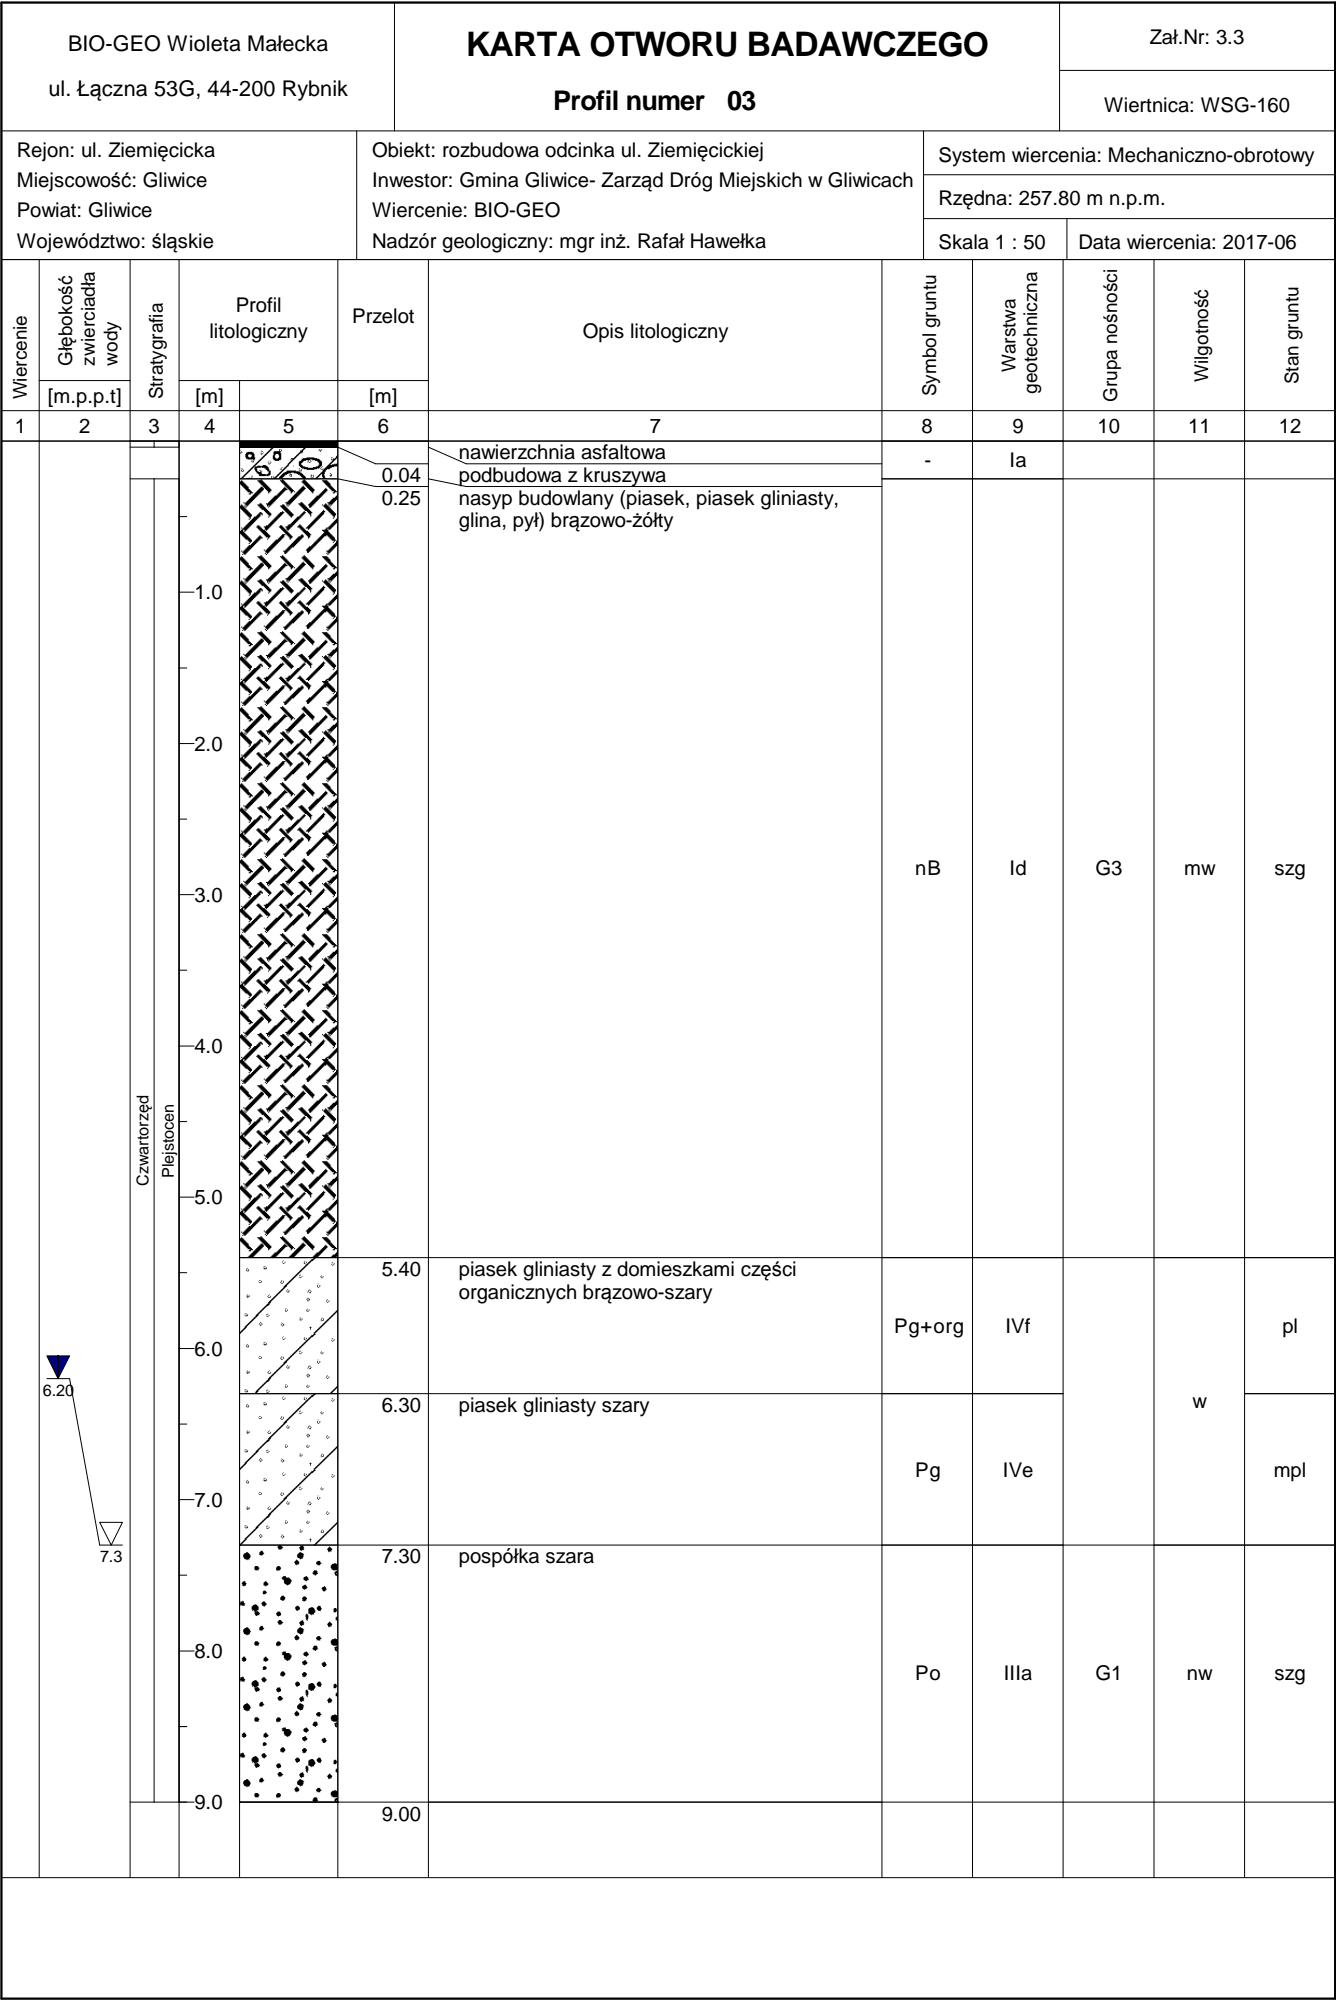 BIO-GEO Wioleta Małecka
ul. Łączna 53G, 44-200 Rybnik
KARTA OTWORU BADAWCZEGO
Profil numer 03
Zał.Nr: 3.3
Wiertnica: WSG-160
Rejon: ul. Ziemięcicka
Miejscowość: Gliwice
Powiat: Gliwice
Województwo: śląskie
Obiekt: rozbudowa odcinka ul. Ziemięcickiej
Inwestor: Gmina Gliwice- Zarząd Dróg Miejskich w Gliwicach
Wiercenie: BIO-GEO
Nadzór geologiczny: mgr inż. Rafał Hawełka
System wiercenia: Mechaniczno-obrotowy
Rzędna: 257.80 m n.p.m.
Skala 1 : 50
Data wiercenia: 2017-06
Wiercenie
Głębokość
zwierciadła
wody
[m.p.p.t]
Stratygrafia
Profil
litologiczny
[m]
Przelot
[m]
Opis litologiczny
Symbol gruntu
Warstwa
geotechniczna
Grupa nośności
Wilgotność
Stan gruntu
1 2 3 4 5 6 7 8 9 10 11 12
nawierzchnia asfaltowa
- Ia
0.04 podbudowa z kruszywa
0.25 nasyp budowlany (piasek, piasek gliniasty,
glina, pył) brązowo-żółty
1.0
2.0
nB Id G3 mw szg
3.0
4.0
Czwartorzęd
Plejstocen
5.0
5.40 piasek gliniasty z domieszkami części
organicznych brązowo-szary
Pg+org IVf pl
6.0
6.20
6.30 piasek gliniasty szary
w
Pg IVe mpl
7.0
7.3
7.30 pospółka szara
8.0
Po IIIa G1 nw szg
9.0
9.00